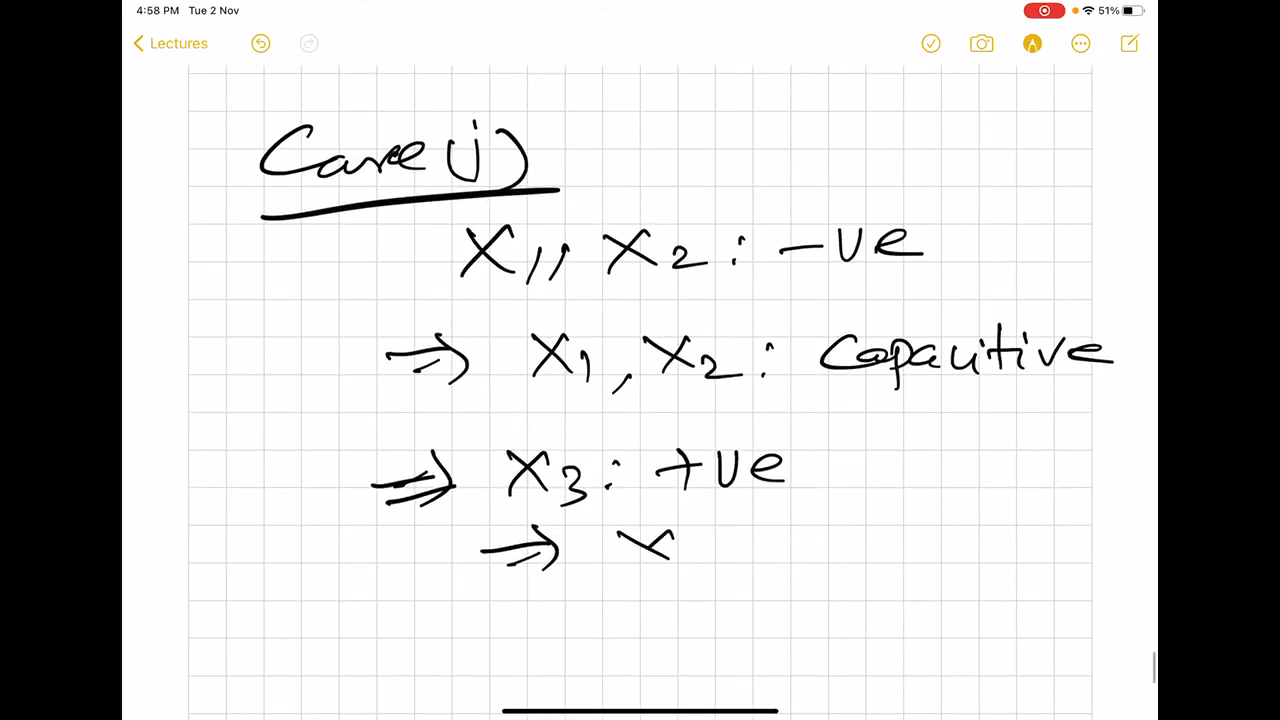 4:58 PM Tue 2 Nov 51%
Lectures
Case (i)
X1, X2 : -ve
⇒ X1, X2 : Capacitive
⇒ X3 : +ve
⇒ X